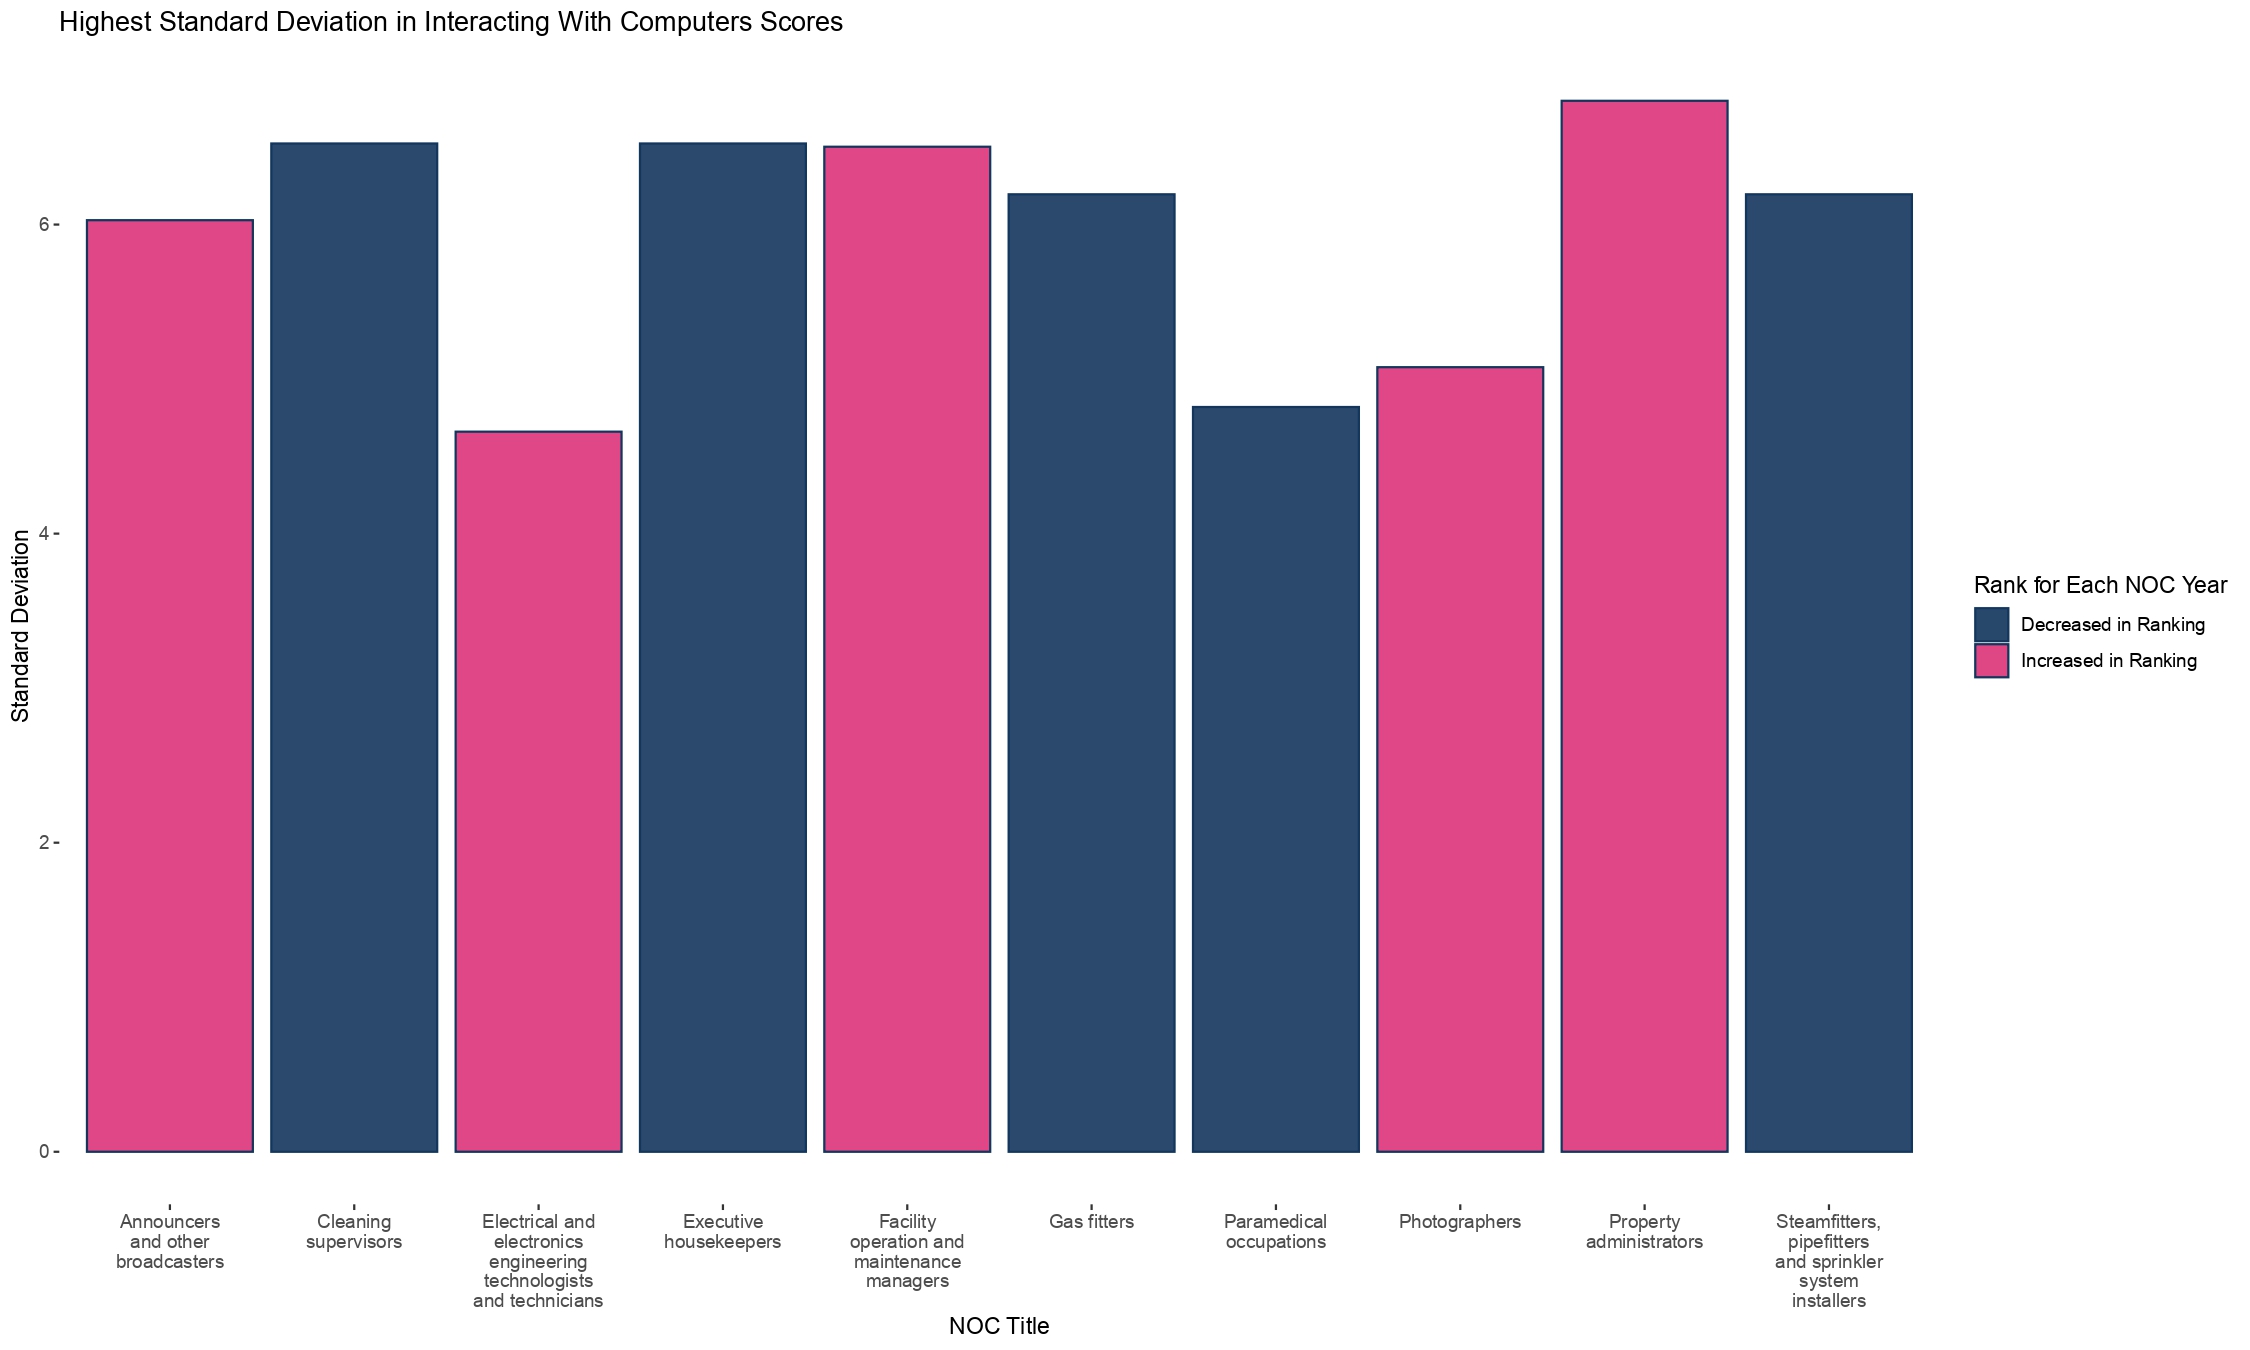 Highest Standard Deviation in Interacting With Computers Scores
Standard Deviation
6
4
2
0
Announcers
and other
broadcasters
Cleaning
supervisors
Electrical and
electronics
engineering
technologists
and technicians
Executive
housekeepers
Facility
operation and
maintenance
managers
Gas fitters
Paramedical
occupations
Photographers
Property
administrators
Steamfitters,
pipefitters
and sprinkler
system
installers
NOC Title
Rank for Each NOC Year
Decreased in Ranking
Increased in Ranking